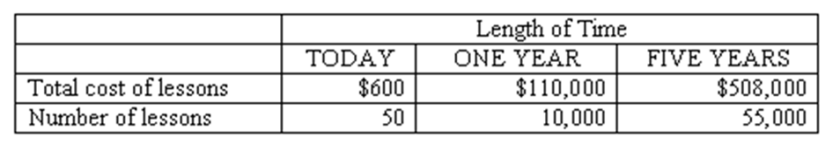 Length of Time
TODAY ONE YEAR FIVE YEARS
Total cost of lessons $600 $110,000 $508,000
Number of lessons 50 10,000 55,000